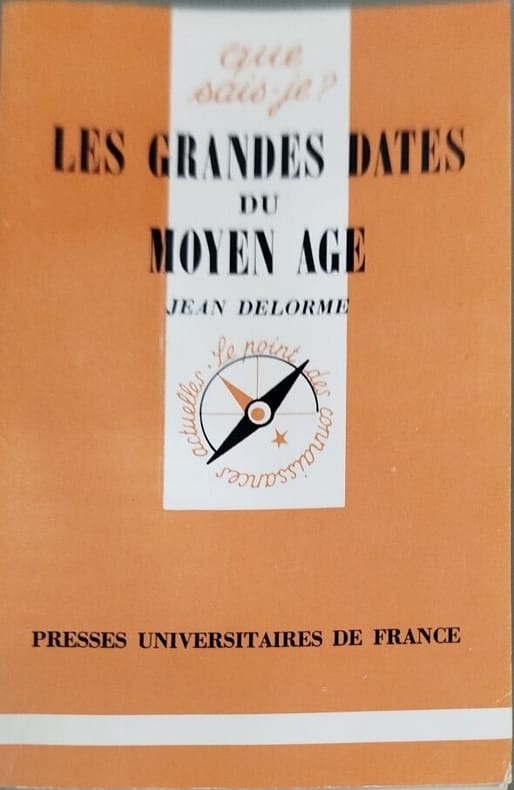 que
sais-je?
LES GRANDES DATES
DU
MOYEN AGE
JEAN DELORME
Le point des connaissances actuelles.
PRESSES UNIVERSITAIRES DE FRANCE